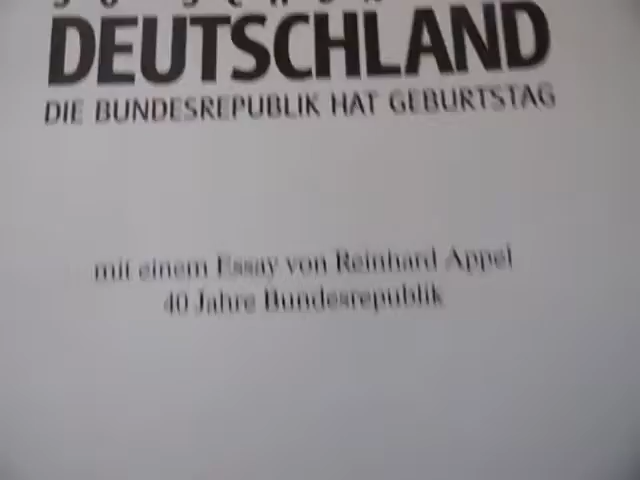 DEUTSCHLAND
DIE BUNDESREPUBLIK HAT GEBURTSTAG
mit einem Essay von Reinhard Appel
40 Jahre Bundesrepublik